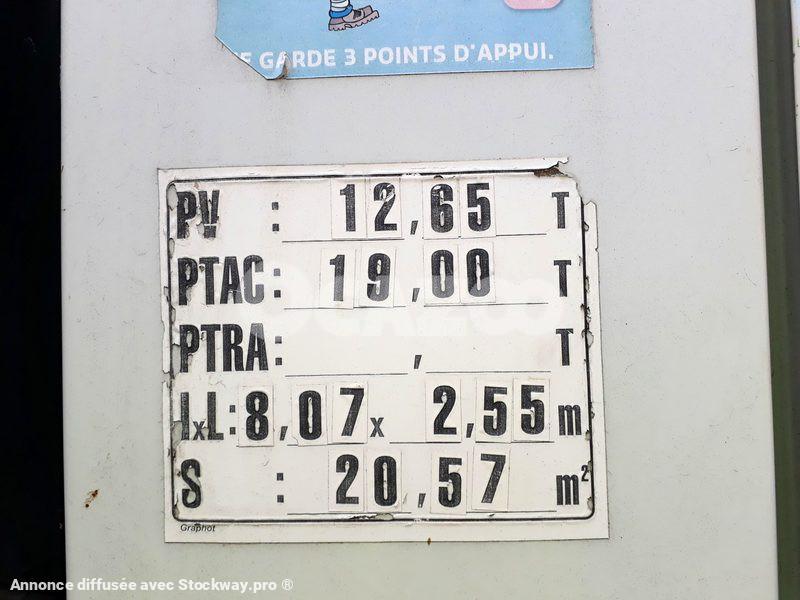 GARDE 3 POINTS D'APPUI.
PV : 12,65 T
PTAC: 19,00 T
PTRA: , T
lxL: 8,07 x 2,55 m
S : 20,57 m²
Graphot
Annonce diffusée avec Stockway.pro ®